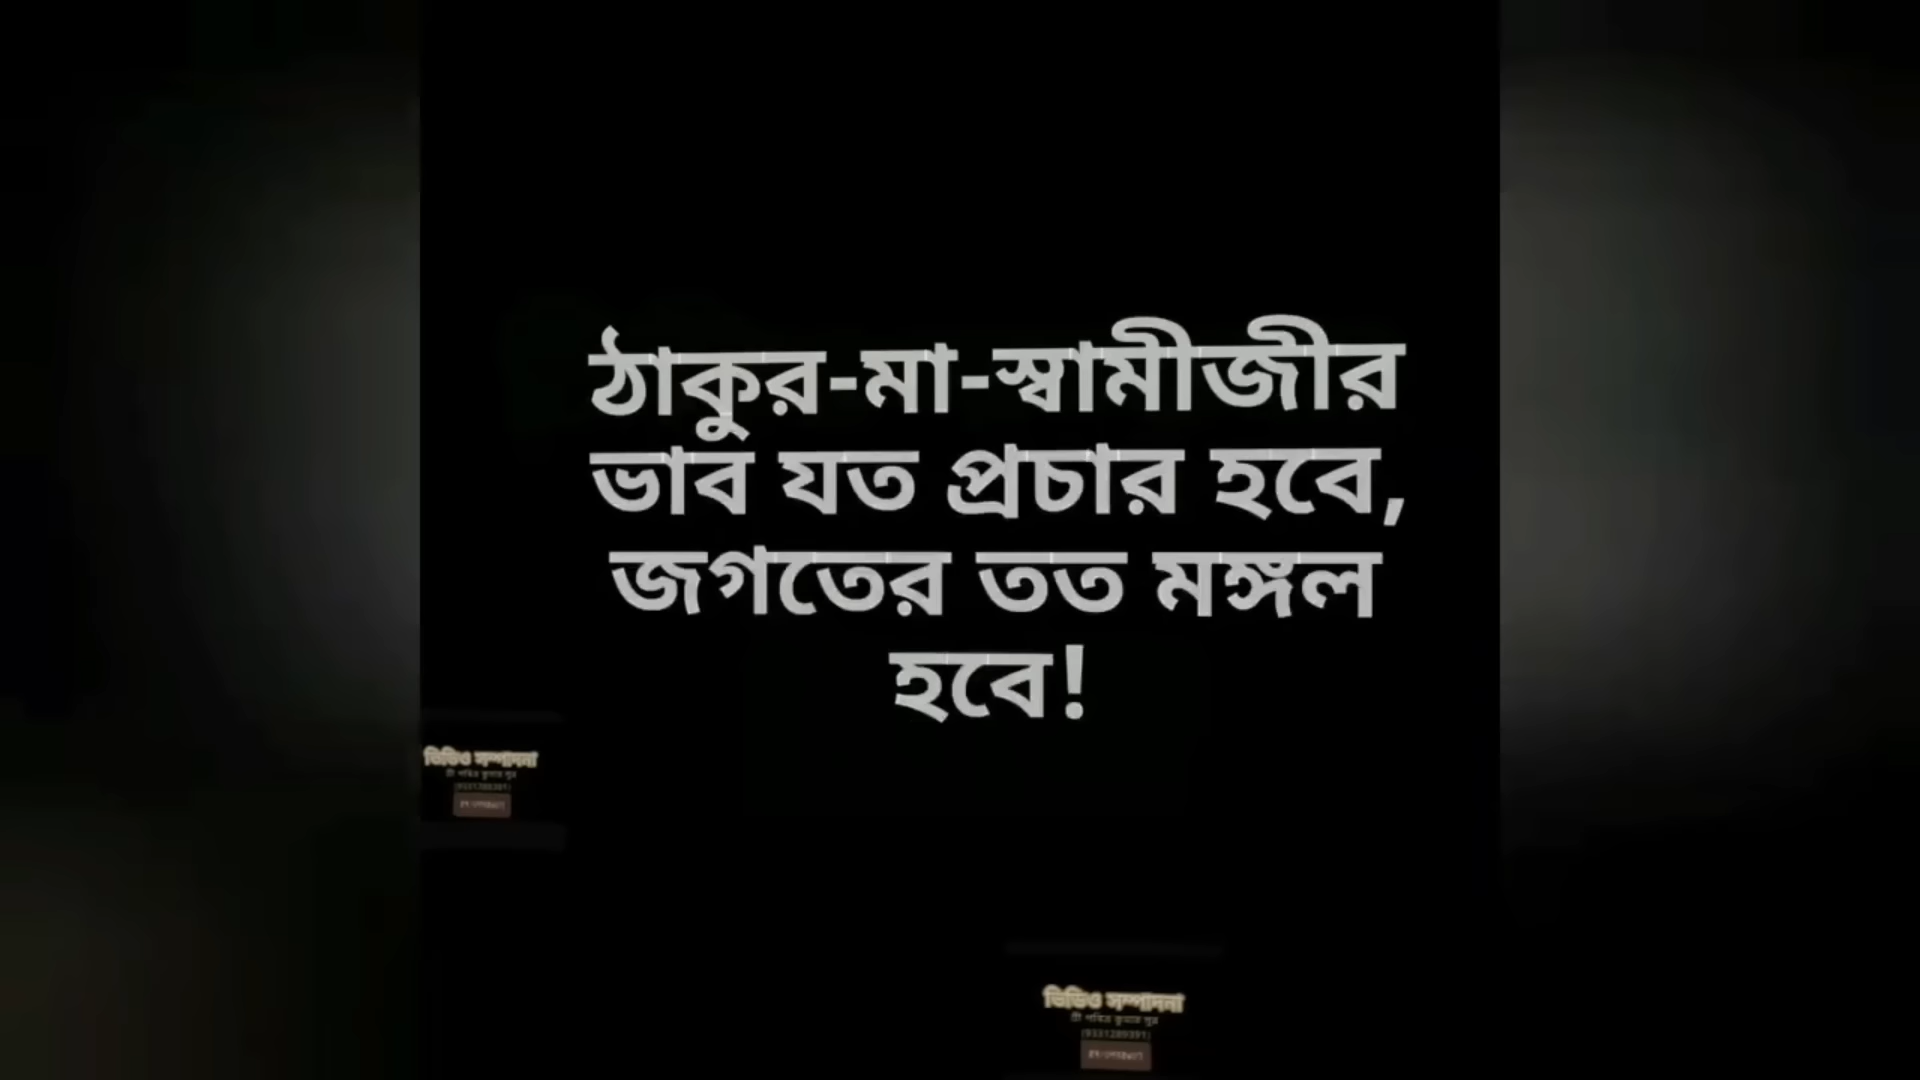 ঠাকুর-মা-স্বামীজীর
ভাব যত প্রচার হবে,
জগতের তত মঙ্গল
হবে!
ভিডিও সম্পাদনা
ভিডিও সম্পাদনা